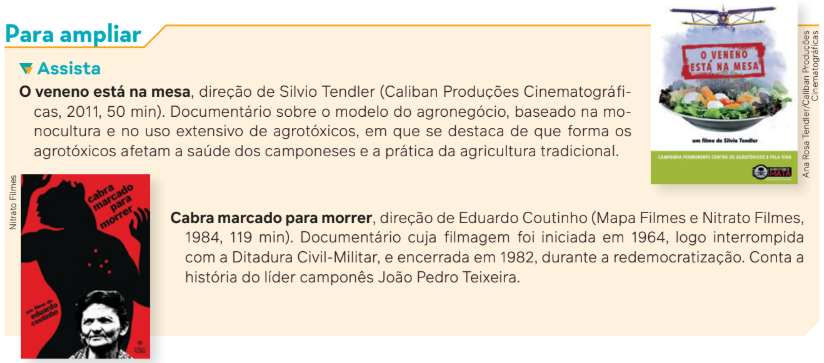 Para ampliar
Assista
O veneno está na mesa, direção de Silvio Tendler (Caliban Produções Cinematográfi-
cas, 2011, 50 min). Documentário sobre o modelo do agronegócio, baseado na mo-
nocultura e no uso extensivo de agrotóxicos, em que se destaca de que forma os
agrotóxicos afetam a saúde dos camponeses e a prática da agricultura tradicional.
O VENENO
ESTÁ NA MESA
um filme de Silvio Tendler
CAMPANHA PERMANENTE CONTRA OS AGROTÓXICOS E PELA VIDA
MATA
Ana Rosa Tendler/Caliban Produções
Cinematográficas
Nitrato Filmes
cabra
marcado
para
morrer
um filme de
eduardo
coutinho
Cabra marcado para morrer, direção de Eduardo Coutinho (Mapa Filmes e Nitrato Filmes,
1984, 119 min). Documentário cuja filmagem foi iniciada em 1964, logo interrompida
com a Ditadura Civil-Militar, e encerrada em 1982, durante a redemocratização. Conta a
história do líder camponês João Pedro Teixeira.